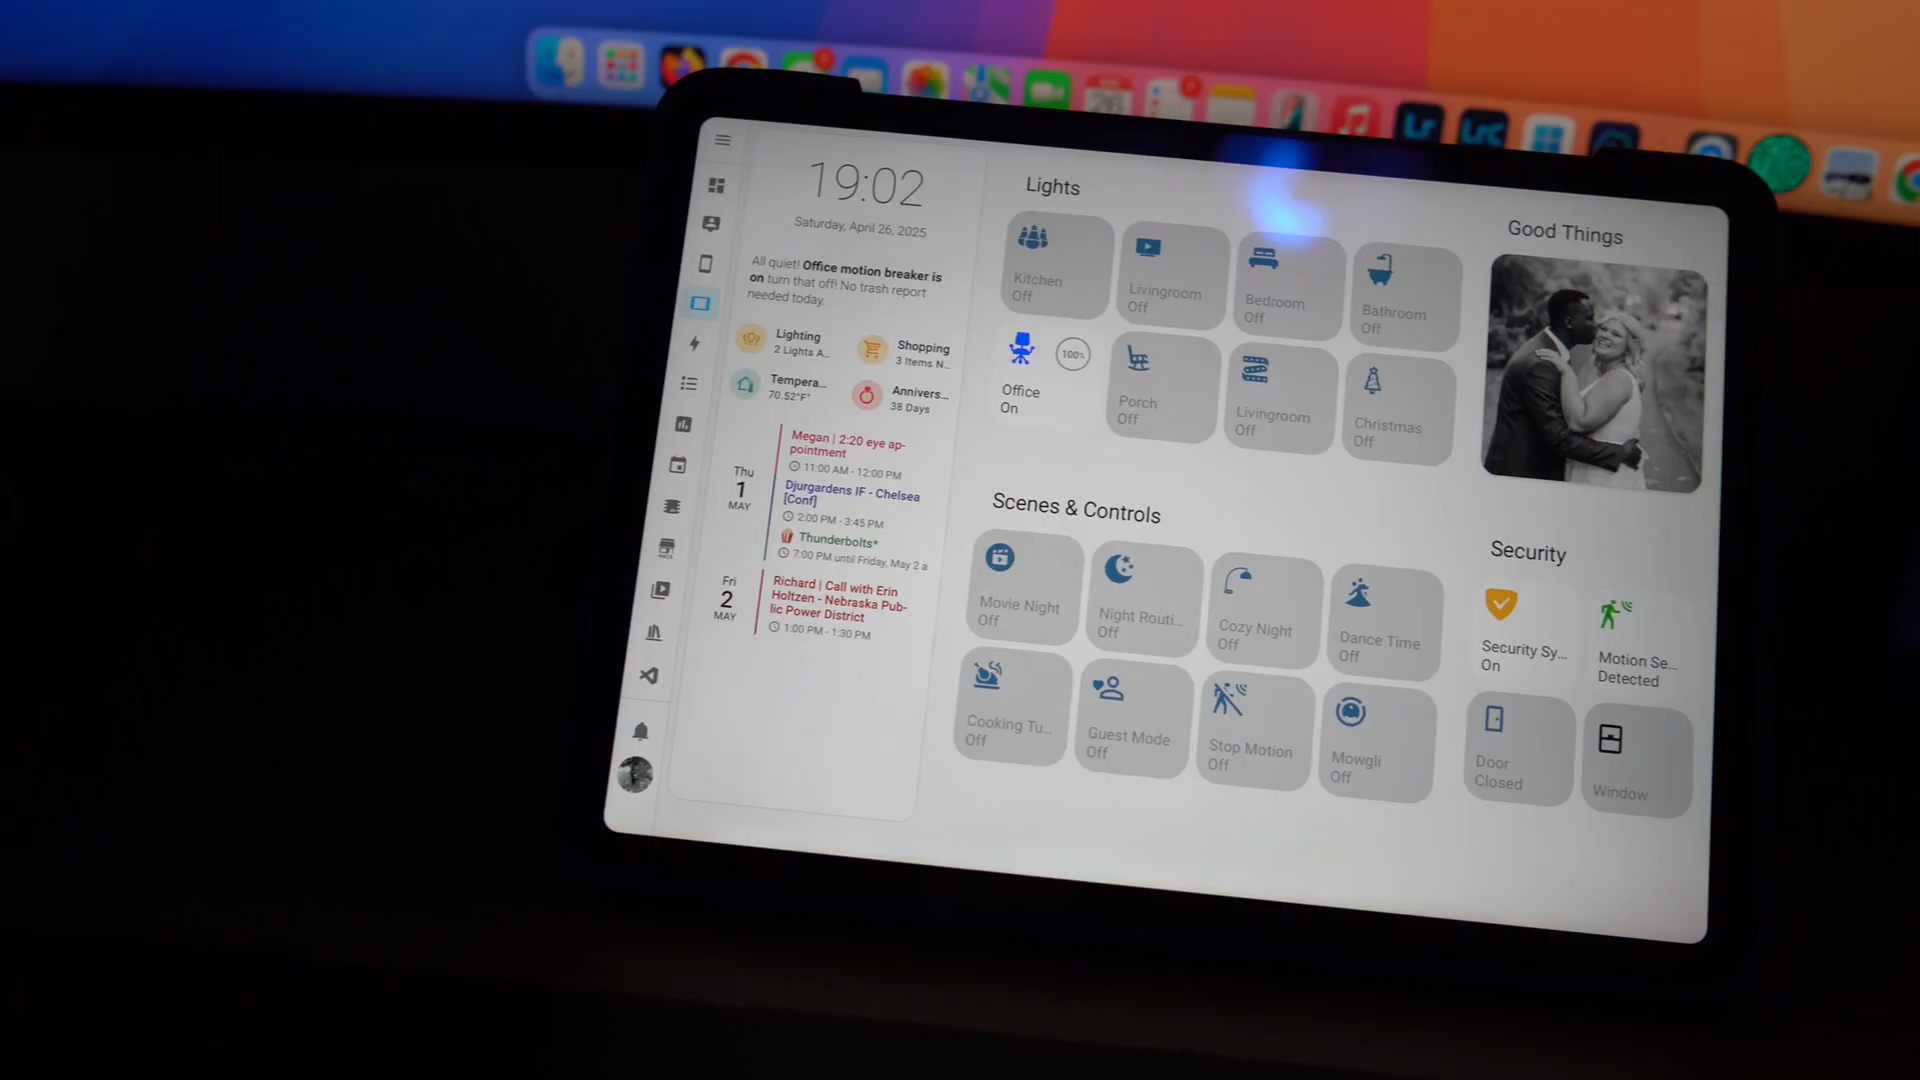 19:02
Saturday, April 26, 2025
All quiet! Office motion breaker is
on turn that off! No trash report
needed today.
Lighting
2 Lights A...
Shopping
3 Items N...
Tempera...
70.52°F°
Annivers...
38 Days
Thu
1
MAY
Megan | 2:20 eye ap-
pointment
11:00 AM - 12:00 PM
Djurgardens IF - Chelsea
[Conf]
2:00 PM - 3:45 PM
Thunderbolts*
7:00 PM until Friday, May 2 a
Fri
2
MAY
Richard | Call with Erin
Holtzen - Nebraska Pub-
lic Power District
1:00 PM - 1:30 PM
Lights
Kitchen
Off
Livingroom
Off
Bedroom
Off
Bathroom
Off
100%
Office
On
Porch
Off
Livingroom
Off
Christmas
Off
Scenes & Controls
Movie Night
Off
Night Routi...
Off
Cozy Night
Off
Dance Time
Off
Cooking Tu...
Off
Guest Mode
Off
Stop Motion
Off
Mowgli
Off
Good Things
Security
Security Sy...
On
Motion Se...
Detected
Door
Closed
Window
26
Lr
LrC